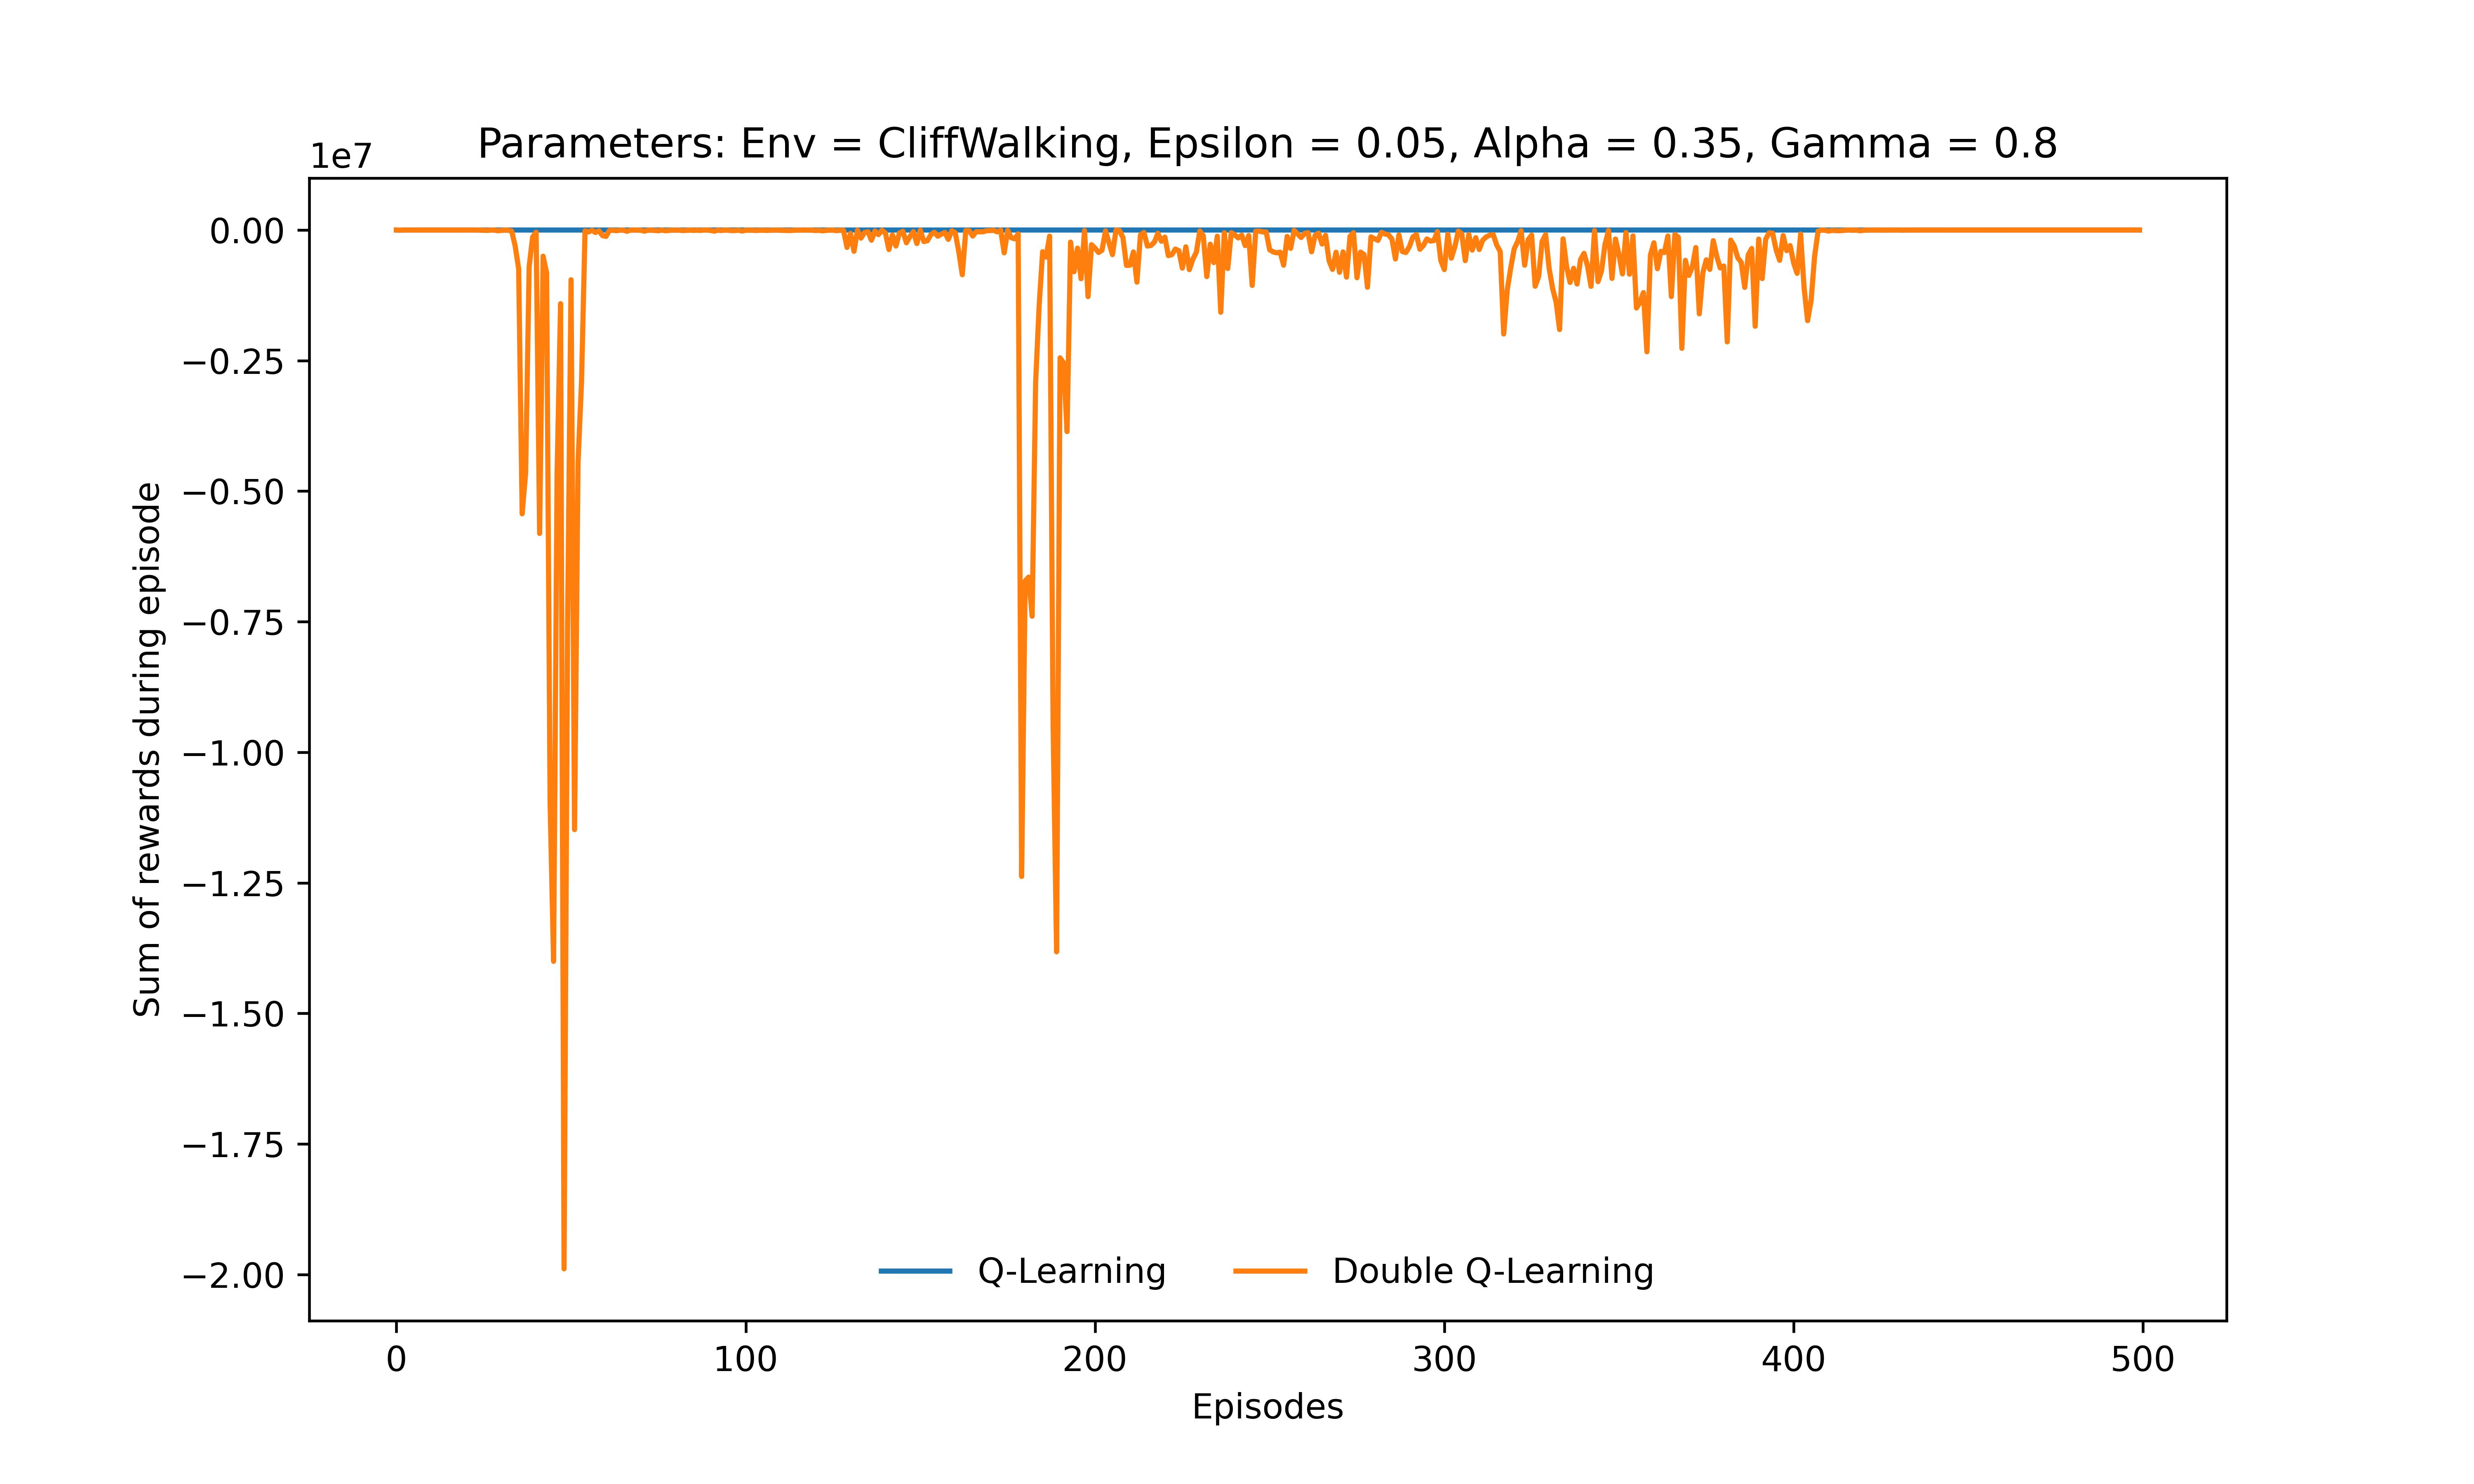 Parameters: Env = CliffWalking, Epsilon = 0.05, Alpha = 0.35, Gamma = 0.8
1e7
0.00
−0.25
−0.50
−0.75
−1.00
−1.25
−1.50
−1.75
−2.00
Sum of rewards during episode
Q-Learning Double Q-Learning
0 100 200 300 400 500
Episodes